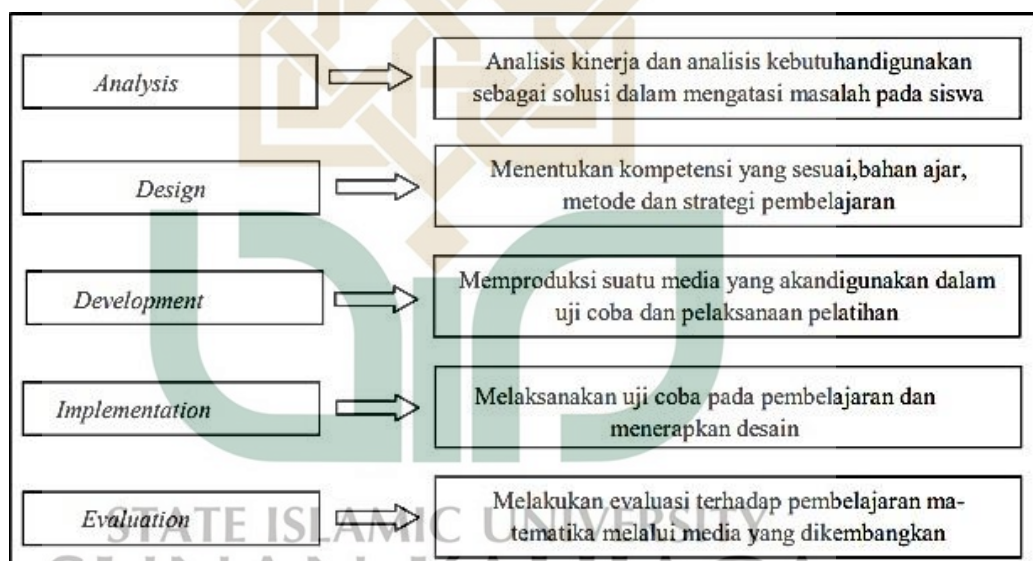 Analysis
Analisis kinerja dan analisis kebutuhandigunakan
sebagai solusi dalam mengatasi masalah pada siswa
Design
Menentukan kompetensi yang sesuai,bahan ajar,
metode dan strategi pembelajaran
Development
Memproduksi suatu media yang akandigunakan dalam
uji coba dan pelaksanaan pelatihan
Implementation
Melaksanakan uji coba pada pembelajaran dan
menerapkan desain
Evaluation
Melakukan evaluasi terhadap pembelajaran ma-
tematika melalui media yang dikembangkan
STATE ISLAMIC UNIVERSITY